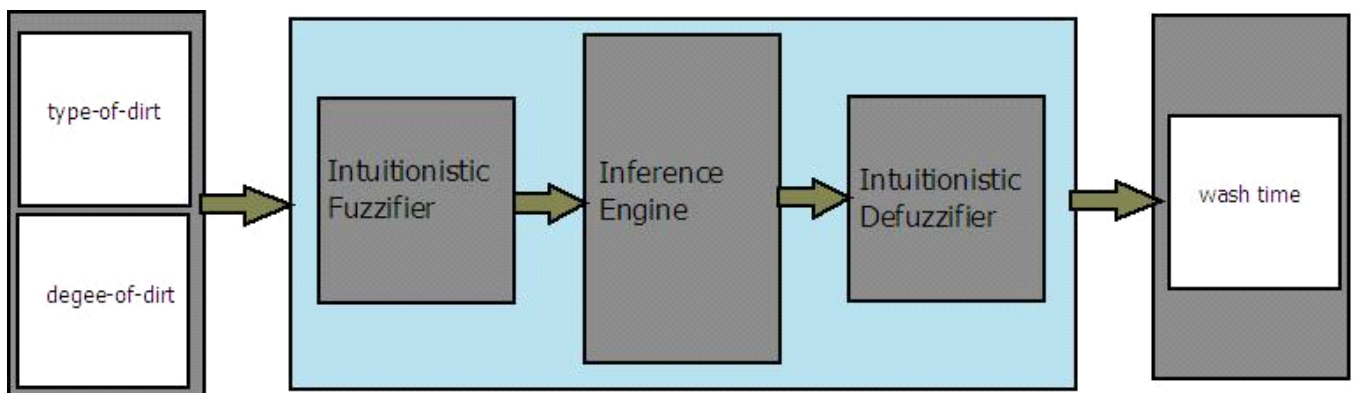 type-of-dirt
degee-of-dirt
Intuitionistic
Fuzzifier
Inference
Engine
Intuitionistic
Defuzzifier
wash time